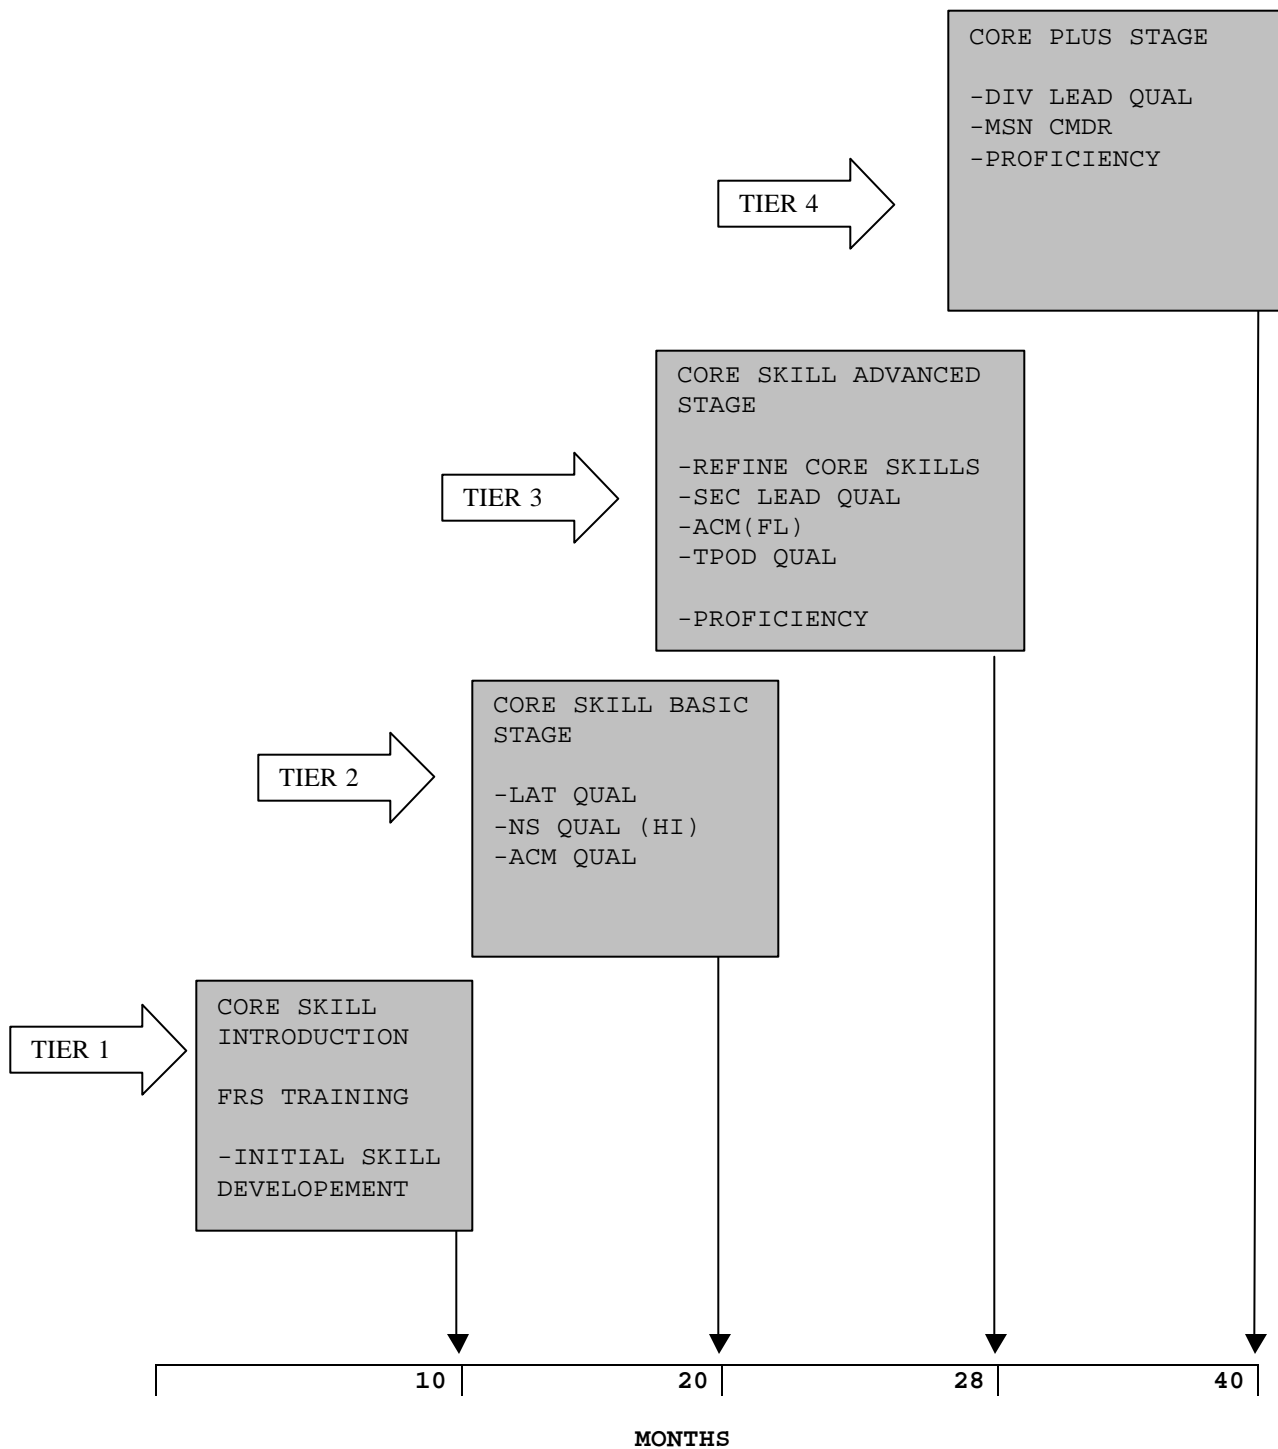 CORE PLUS STAGE
-DIV LEAD QUAL
-MSN CMDR
-PROFICIENCY
TIER 4
CORE SKILL ADVANCED
STAGE
-REFINE CORE SKILLS
-SEC LEAD QUAL
-ACM(FL)
-TPOD QUAL
-PROFICIENCY
TIER 3
CORE SKILL BASIC
STAGE
-LAT QUAL
-NS QUAL (HI)
-ACM QUAL
TIER 2
CORE SKILL
INTRODUCTION
FRS TRAINING
-INITIAL SKILL
DEVELOPEMENT
TIER 1
10 20 28 40
MONTHS